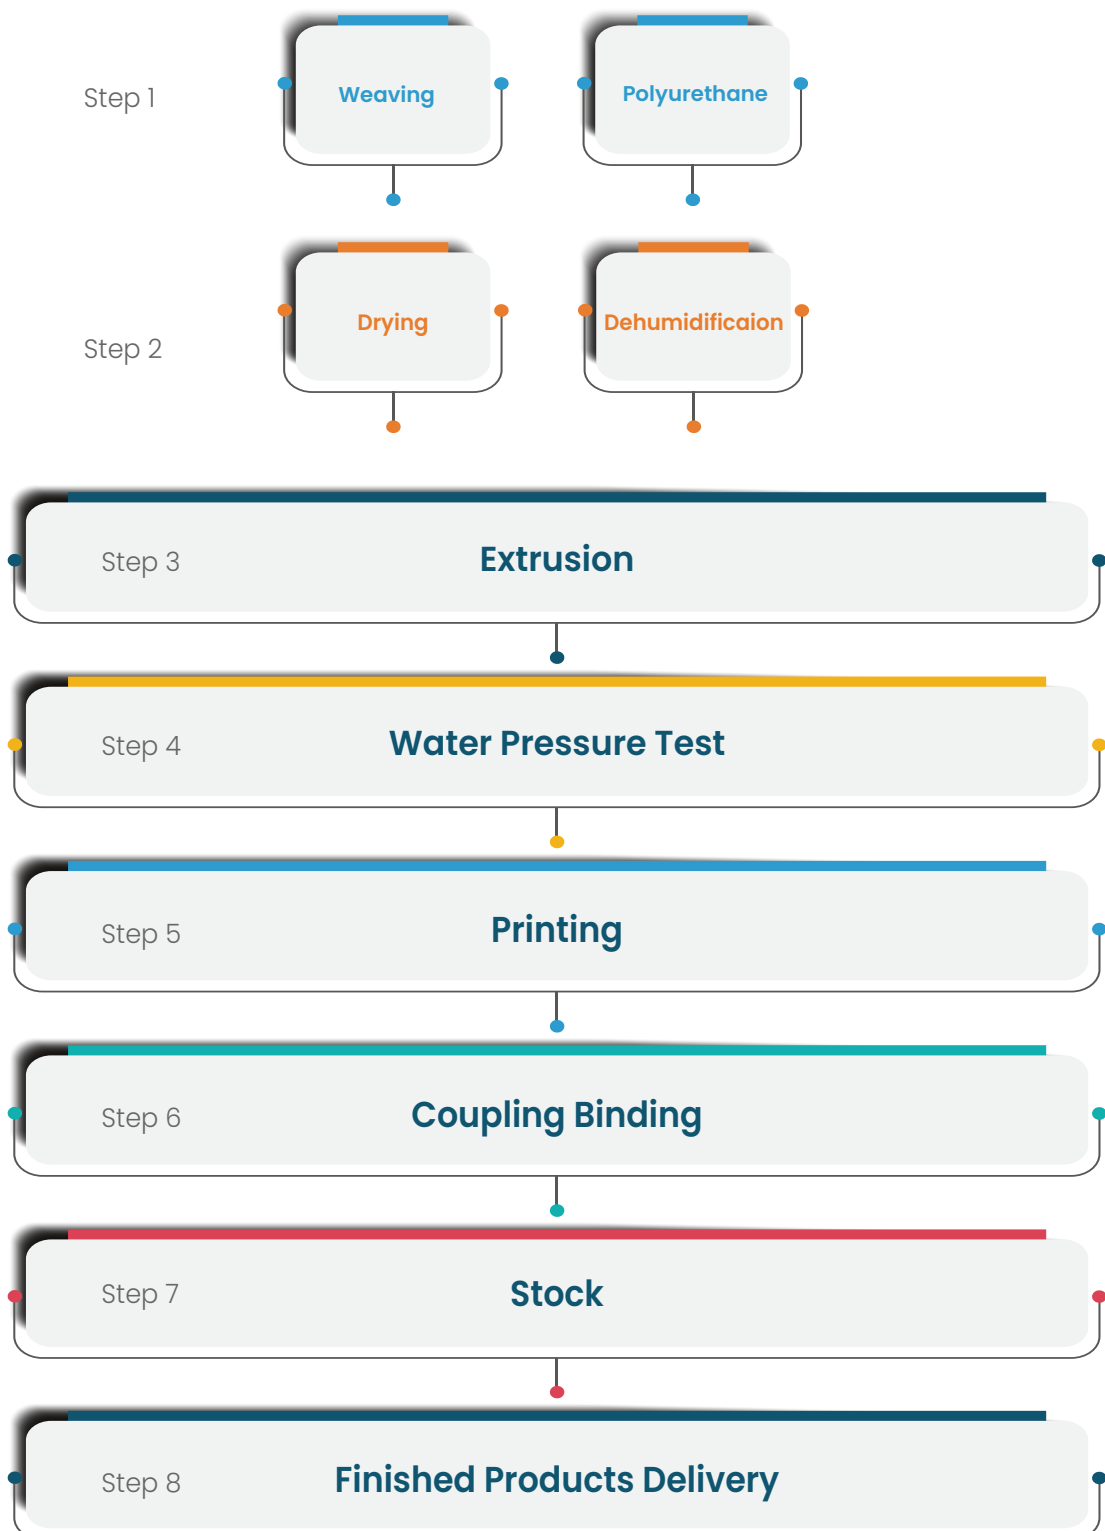 Step 1
Weaving
Polyurethane
Step 2
Drying
Dehumidificaion
Step 3
Extrusion
Step 4
Water Pressure Test
Step 5
Printing
Step 6
Coupling Binding
Step 7
Stock
Step 8
Finished Products Delivery